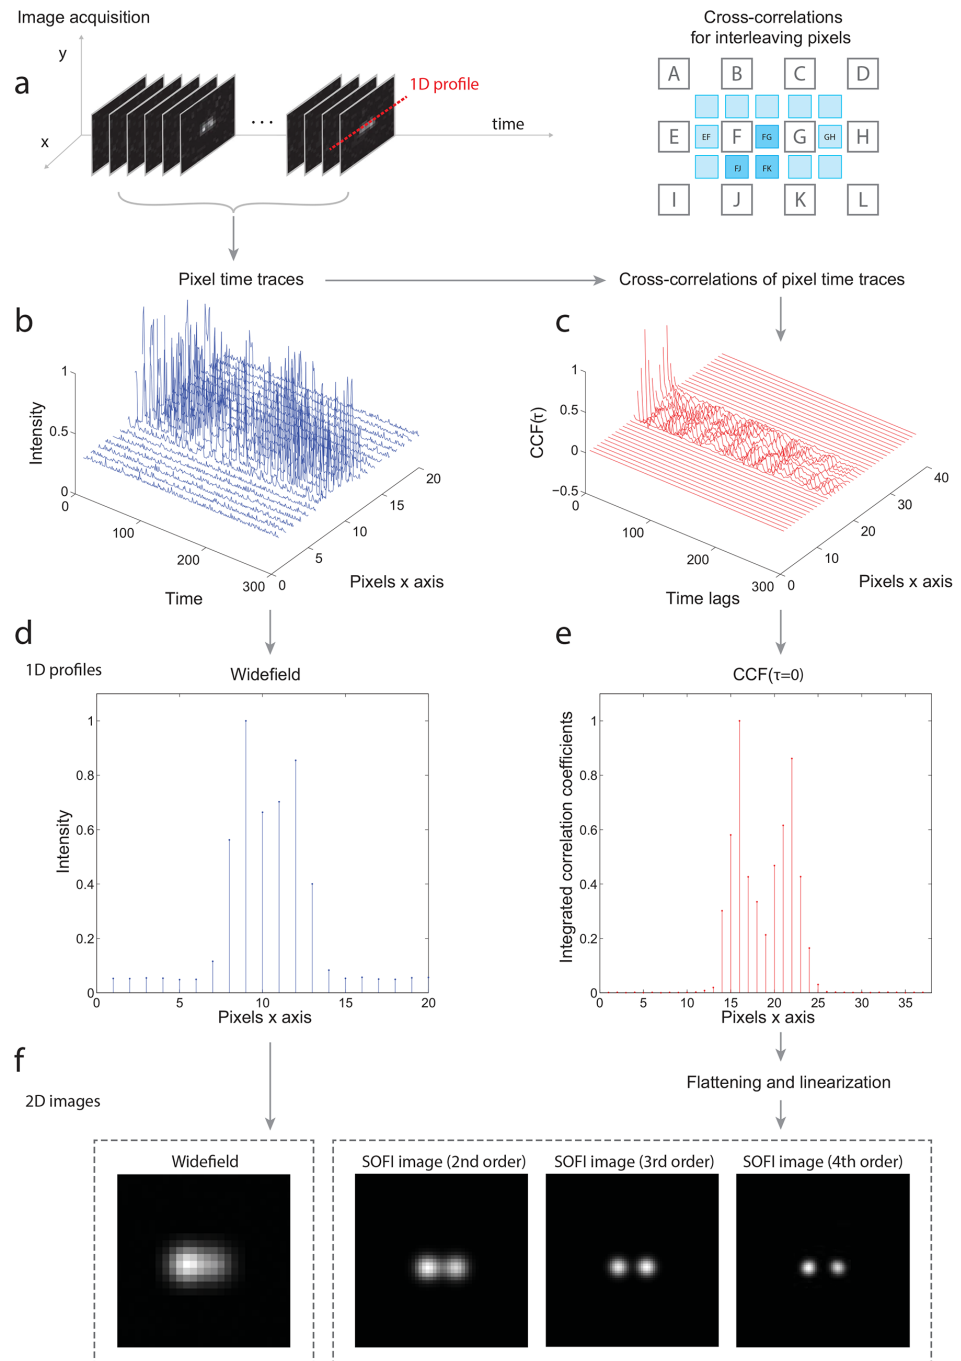 Image acquisition
Cross-correlations
for interleaving pixels
a
y
x
1D profile
...
time
A B C D
E EF F FG G GH H
FJ FK
I J K L
Pixel time traces
Cross-correlations of pixel time traces
b
1
0.5
0
Intensity
0
100
200
300
Time
0
5
10
15
20
Pixels x axis
c
1
0.5
0
−0.5
CCF(τ)
0
100
200
300
Time lags
0
10
20
30
40
Pixels x axis
d
1D profiles
Widefield
1
0.8
0.6
0.4
0.2
0
Intensity
0 5 10 15 20
Pixels x axis
e
CCF(τ=0)
1
0.8
0.6
0.4
0.2
0
Integrated correlation coefficients
0 5 10 15 20 25 30 35
Pixels x axis
f
2D images
Flattening and linearization
Widefield
SOFI image (2nd order)
SOFI image (3rd order)
SOFI image (4th order)